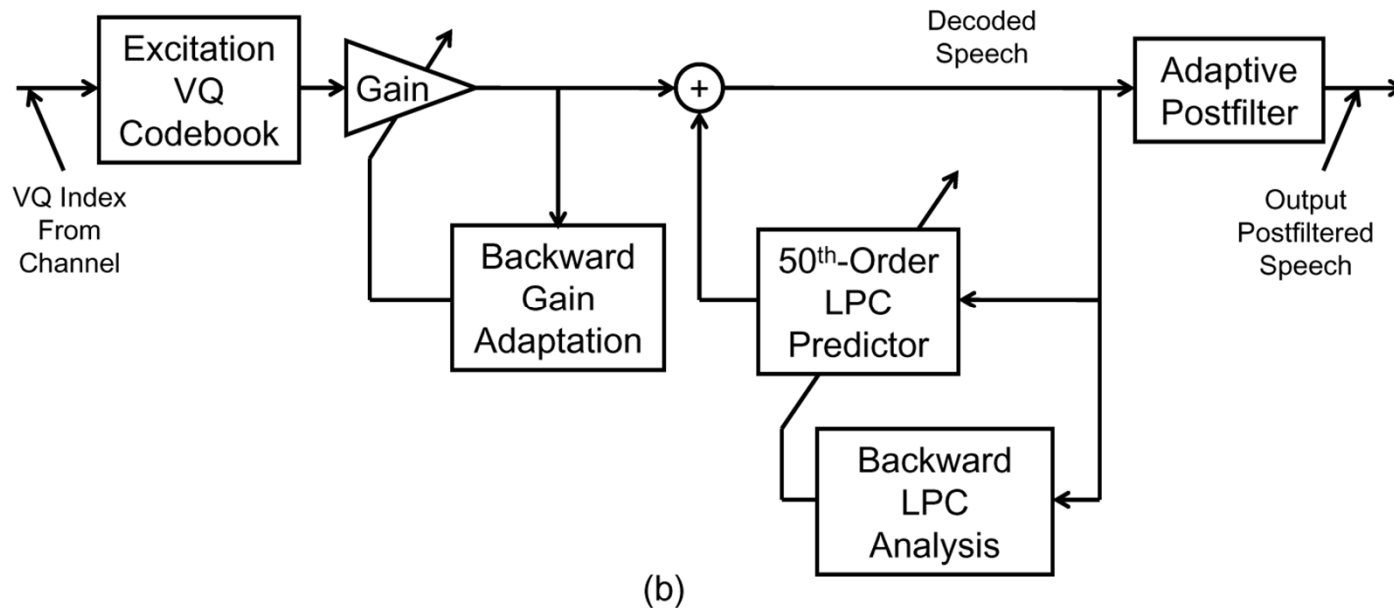 Excitation
VQ
Codebook
Gain
+
Decoded
Speech
Adaptive
Postfilter
VQ Index
From
Channel
Backward
Gain
Adaptation
50th-Order
LPC
Predictor
Output
Postfiltered
Speech
Backward
LPC
Analysis
(b)